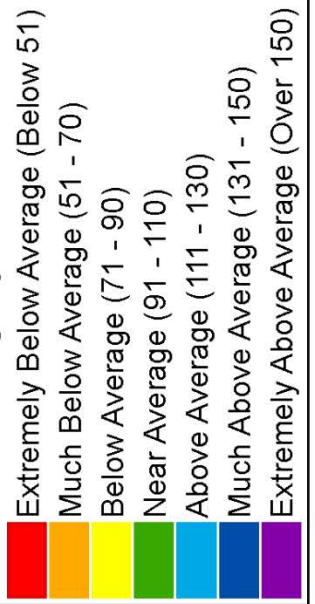 Extremely Below Average (Below 51)
Much Below Average (51 - 70)
Below Average (71 - 90)
Near Average (91 - 110)
Above Average (111 - 130)
Much Above Average (131 - 150)
Extremely Above Average (Over 150)